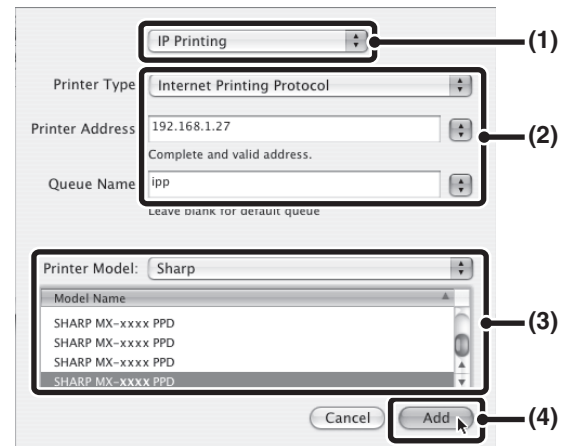 IP Printing
(1)
Printer Type Internet Printing Protocol
Printer Address 192.168.1.27
(2)
Complete and valid address.
Queue Name ipp
Leave blank for default queue
Printer Model: Sharp
Model Name
SHARP MX-xxxx PPD
(3)
SHARP MX-xxxx PPD
SHARP MX-xxxx PPD
SHARP MX-xxxx PPD
Cancel Add
(4)